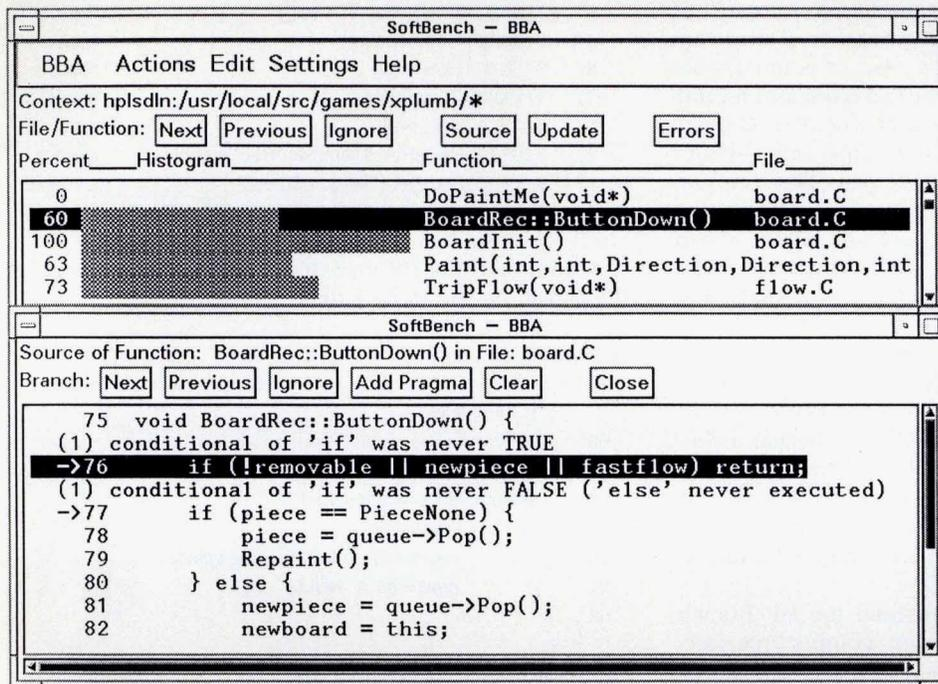 SoftBench — BBA
BBA Actions Edit Settings Help
Context: hplsdln:/usr/local/src/games/xplumb/*
File/Function: Next Previous Ignore Source Update Errors
Percent____Histogram____Function____File____
0 DoPaintMe(void*) board.C
60 BoardRec::ButtonDown() board.C
100 BoardInit() board.C
63 Paint(int,int,Direction,Direction,int
73 TripFlow(void*) flow.C
SoftBench — BBA
Source of Function: BoardRec::ButtonDown() in File: board.C
Branch: Next Previous Ignore Add Pragma Clear Close
75 void BoardRec::ButtonDown() {
(1) conditional of 'if' was never TRUE
->76 if (!removable || newpiece || fastflow) return;
(1) conditional of 'if' was never FALSE ('else' never executed)
->77 if (piece == PieceNone) {
78 piece = queue->Pop();
79 Repaint();
80 } else {
81 newpiece = queue->Pop();
82 newboard = this;